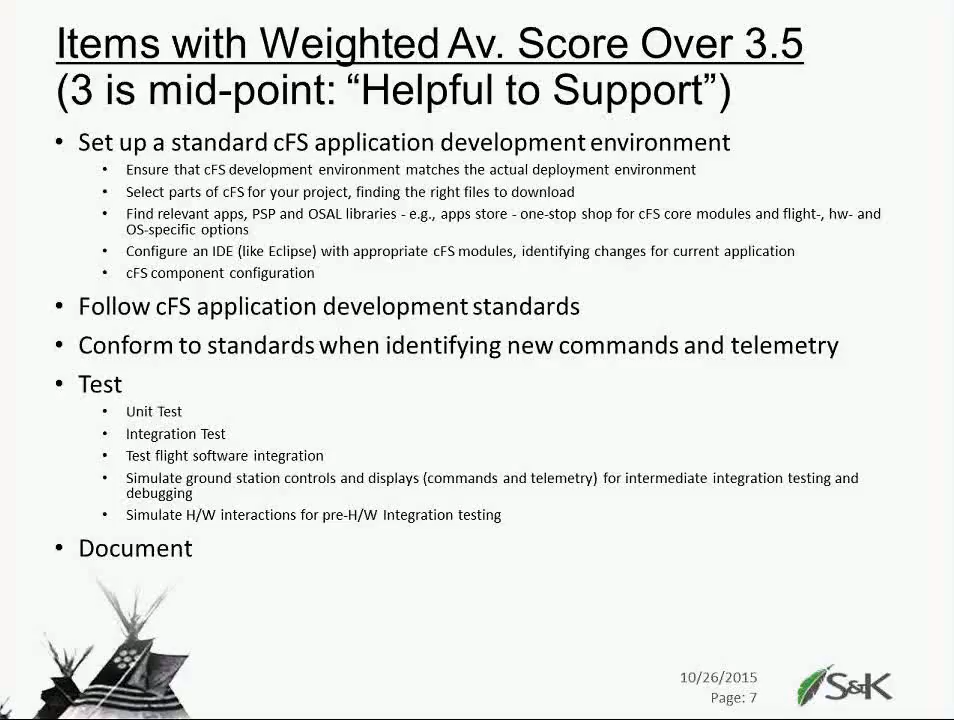 Items with Weighted Av. Score Over 3.5
(3 is mid-point: “Helpful to Support”)
• Set up a standard cFS application development environment
• Ensure that cFS development environment matches the actual deployment environment
• Select parts of cFS for your project, finding the right files to download
• Find relevant apps, PSP and OSAL libraries - e.g., apps store - one-stop shop for cFS core modules and flight-, hw- and
OS-specific options
• Configure an IDE (like Eclipse) with appropriate cFS modules, identifying changes for current application
• cFS component configuration
• Follow cFS application development standards
• Conform to standards when identifying new commands and telemetry
• Test
• Unit Test
• Integration Test
• Test flight software integration
• Simulate ground station controls and displays (commands and telemetry) for intermediate integration testing and
debugging
• Simulate H/W interactions for pre-H/W Integration testing
• Document
10/26/2015
Page: 7
S&K